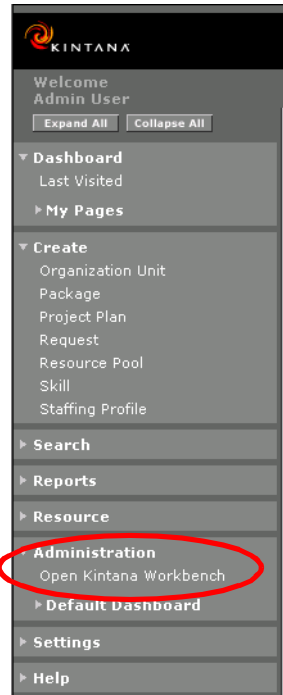 KINTANA
Welcome
Admin User
Expand All Collapse All
Dashboard
Last Visited
My Pages
Create
Organization Unit
Package
Project Plan
Request
Resource Pool
Skill
Staffing Profile
Search
Reports
Resource
Administration
Open Kintana Workbench
Default Dashboard
Settings
Help